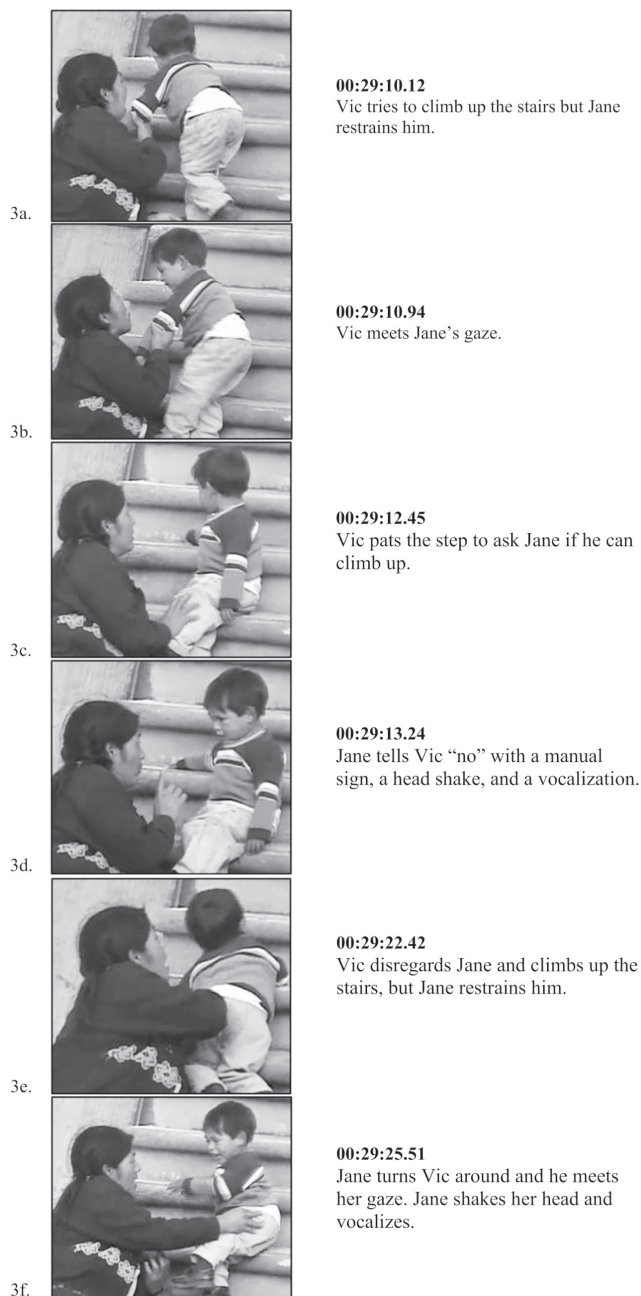 00:29:10.12
Vic tries to climb up the stairs but Jane
restrains him.
3a.
00:29:10.94
Vic meets Jane’s gaze.
3b.
00:29:12.45
Vic pats the step to ask Jane if he can
climb up.
3c.
00:29:13.24
Jane tells Vic “no” with a manual
sign, a head shake, and a vocalization.
3d.
00:29:22.42
Vic disregards Jane and climbs up the
stairs, but Jane restrains him.
3e.
00:29:25.51
Jane turns Vic around and he meets
her gaze. Jane shakes her head and
vocalizes.
3f.